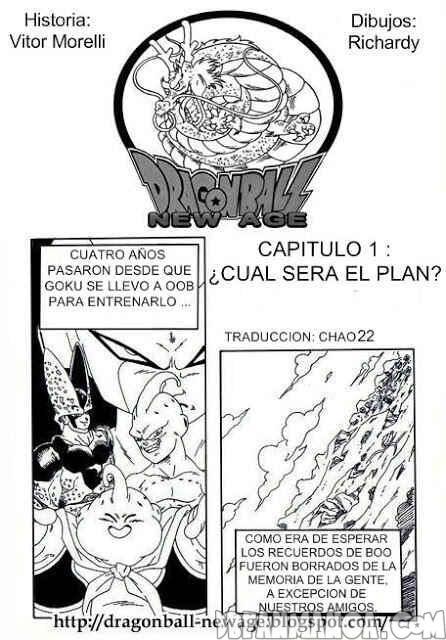 Historia:
Vitor Morelli
Dibujos:
Richardy
DRAGONBALL
NEW AGE
CAPITULO 1 :
¿CUAL SERA EL PLAN?
CUATRO AÑOS
PASARON DESDE QUE
GOKU SE LLEVO A OOB
PARA ENTRENARLO ...
TRADUCCION: CHAO22
COMO ERA DE ESPERAR
LOS RECUERDOS DE BOO
FUERON BORRADOS DE LA
MEMORIA DE LA GENTE,
A EXCEPCION DE
NUESTROS AMIGOS.
http://dragonball-newage.blogspot.com/